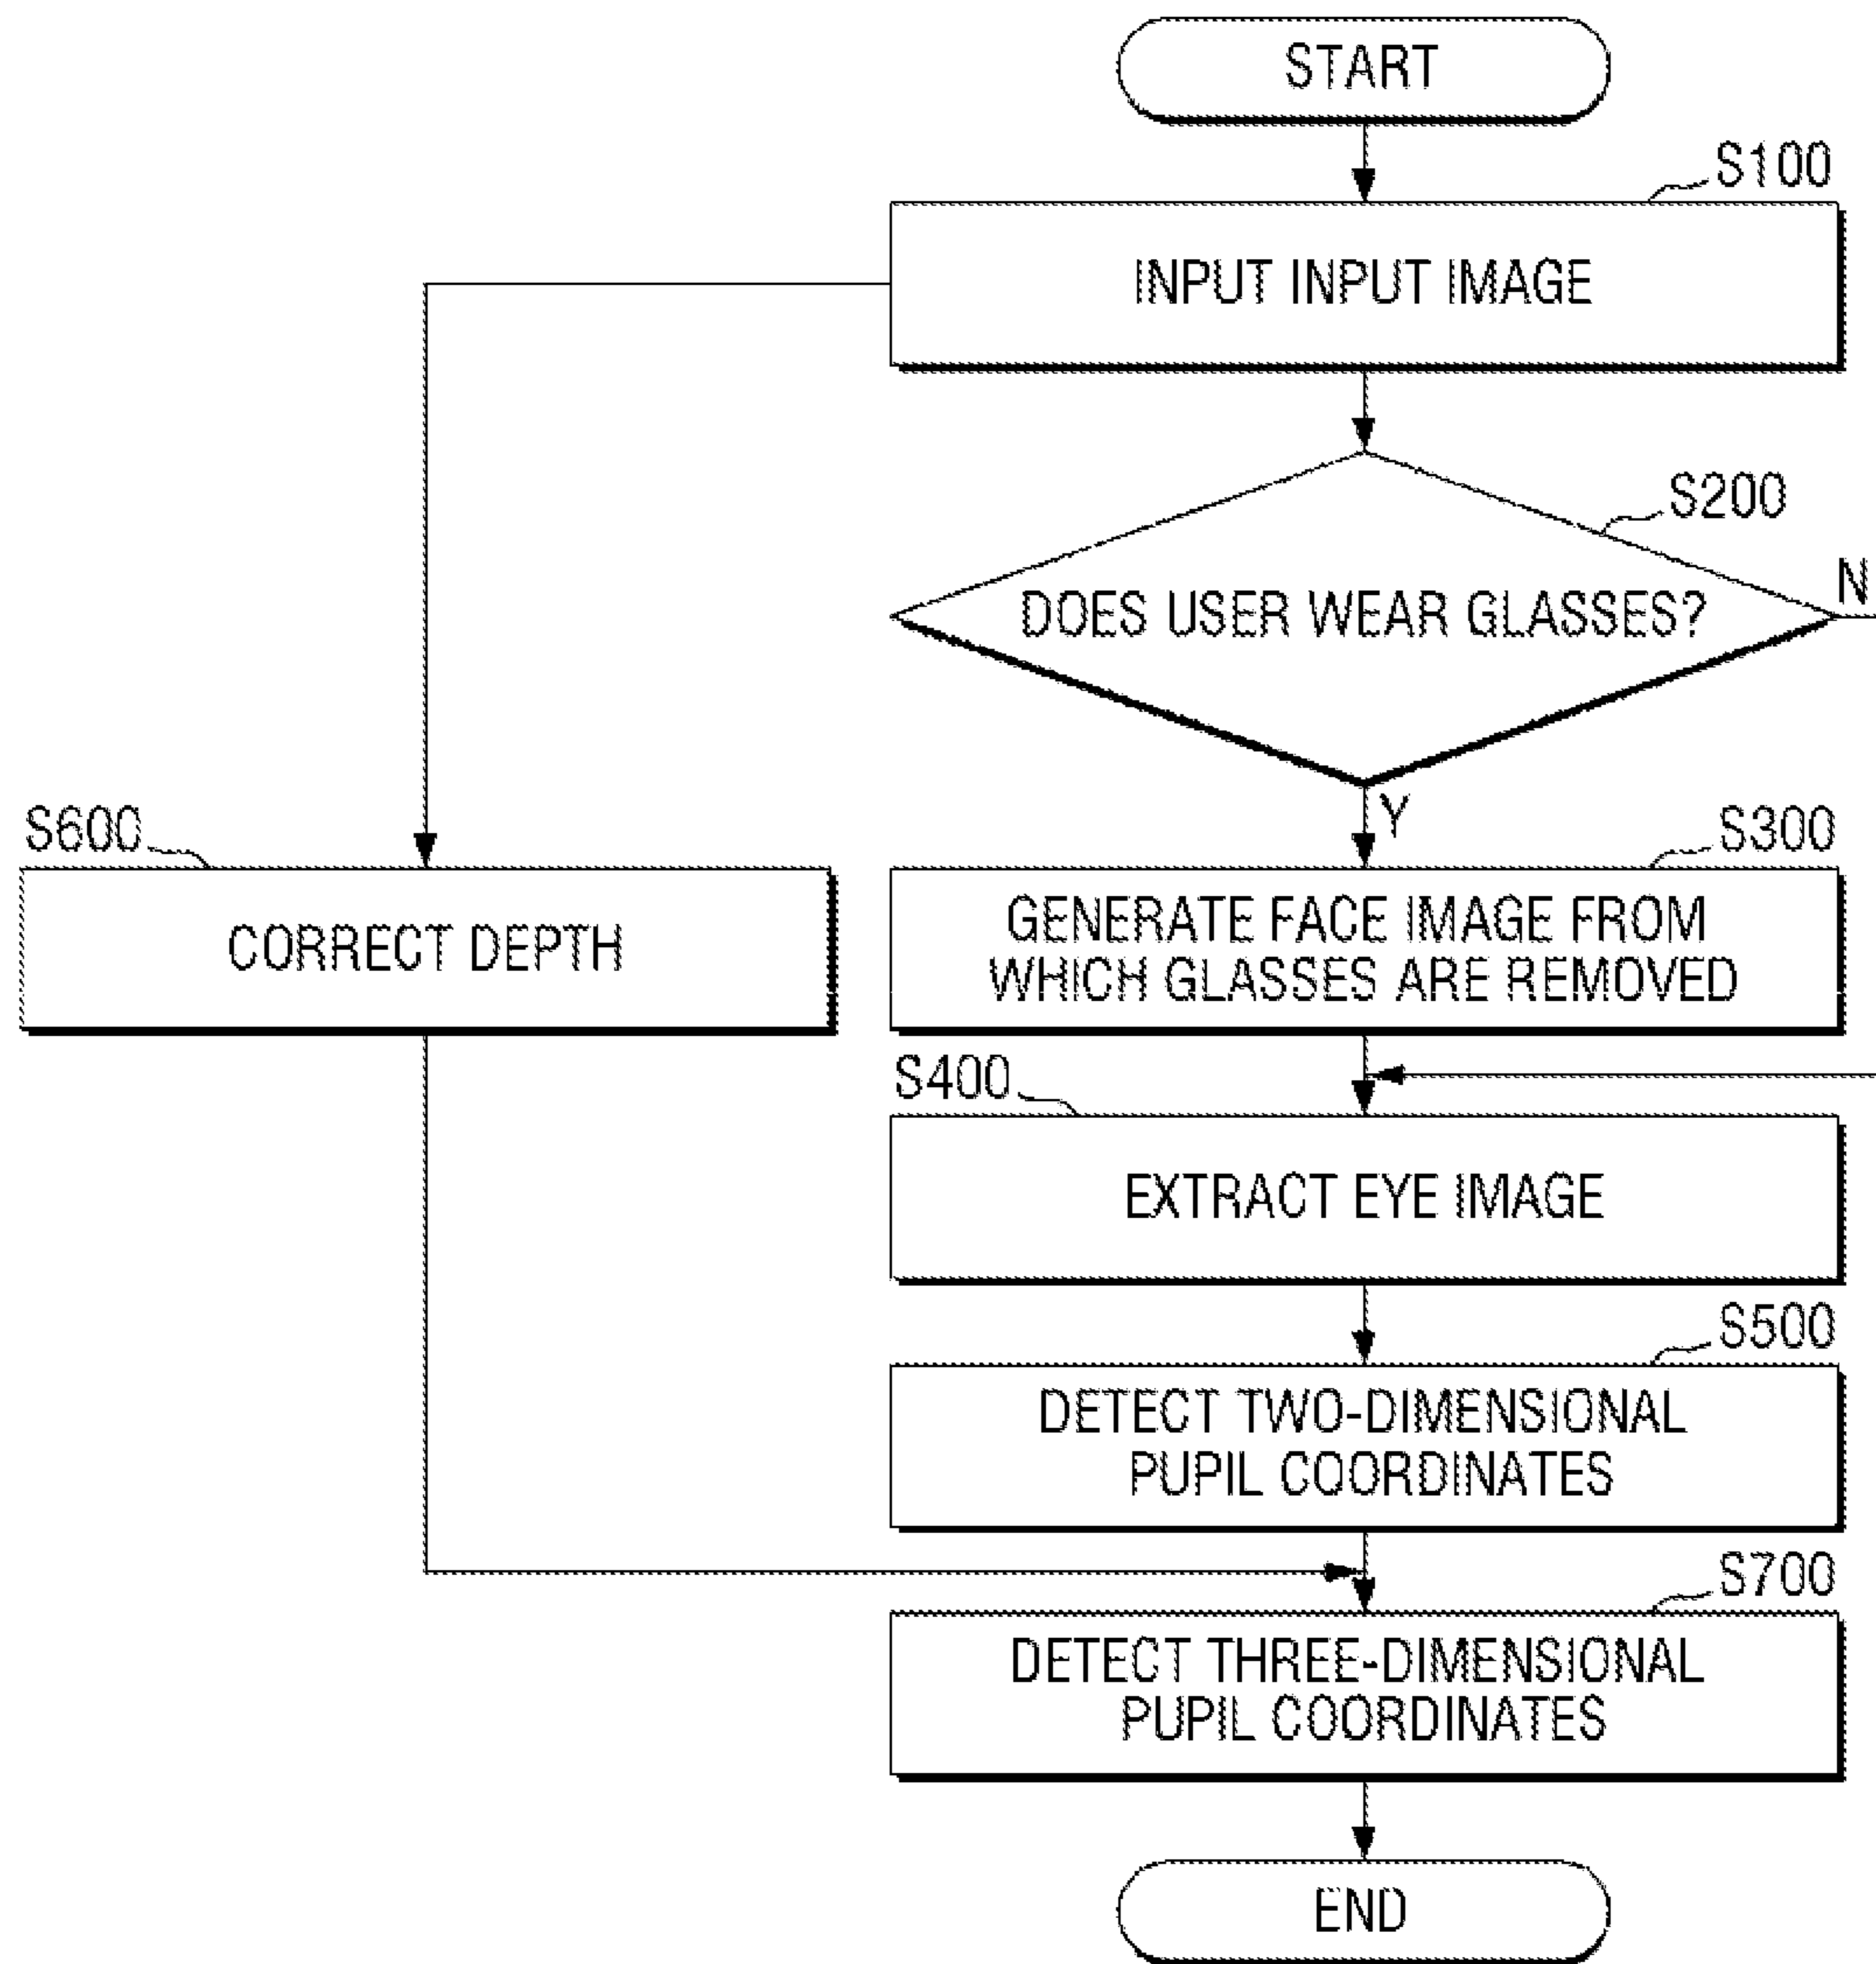 START
S100
INPUT INPUT IMAGE
S200
DOES USER WEAR GLASSES?
N
Y
S600
CORRECT DEPTH
S300
GENERATE FACE IMAGE FROM
WHICH GLASSES ARE REMOVED
S400
EXTRACT EYE IMAGE
S500
DETECT TWO-DIMENSIONAL
PUPIL COORDINATES
S700
DETECT THREE-DIMENSIONAL
PUPIL COORDINATES
END